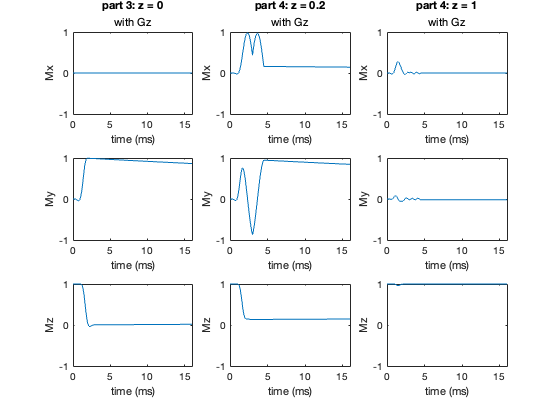 part 3: z = 0 part 4: z = 0.2 part 4: z = 1
with Gz with Gz with Gz
1 1 1
Mx 0 Mx 0 Mx 0
-1 -1 -1
0 5 10 15 0 5 10 15 0 5 10 15
time (ms) time (ms) time (ms)
1 1 1
My 0 My 0 My 0
-1 -1 -1
0 5 10 15 0 5 10 15 0 5 10 15
time (ms) time (ms) time (ms)
1 1 1
Mz 0 Mz 0 Mz 0
-1 -1 -1
0 5 10 15 0 5 10 15 0 5 10 15
time (ms) time (ms) time (ms)